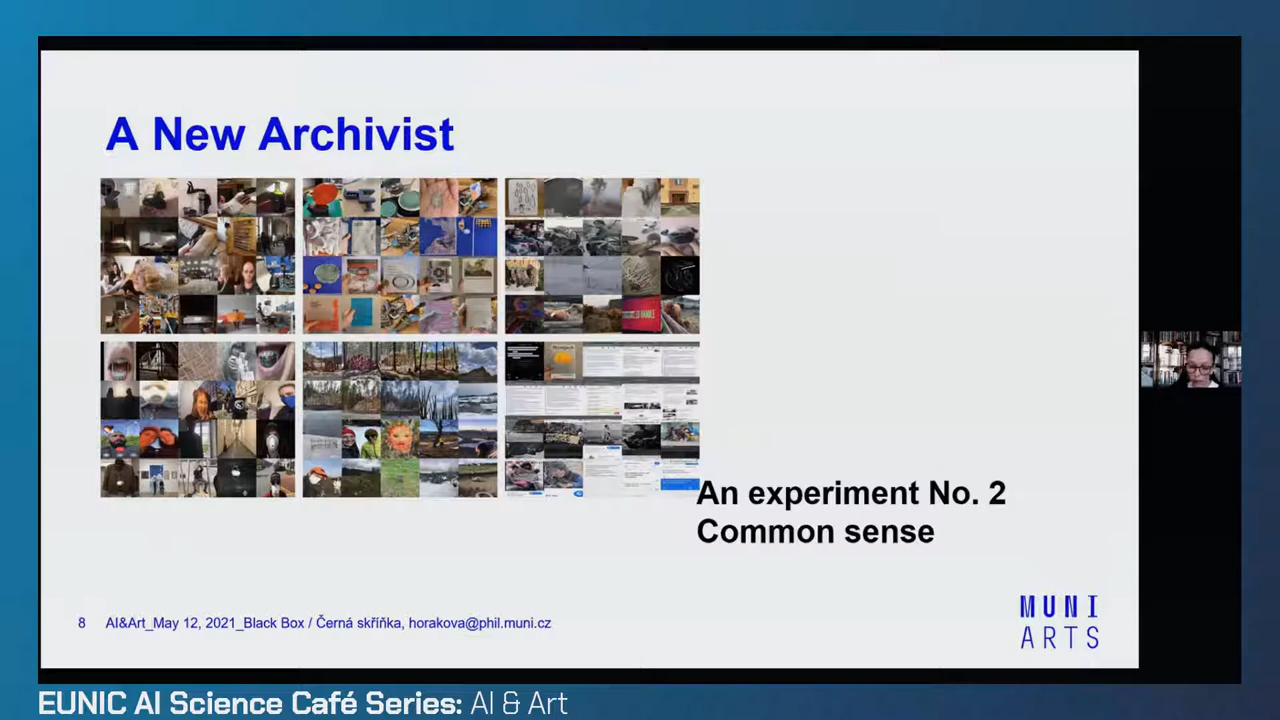 A New Archivist
An experiment No. 2
Common sense
8 AI&Art_May 12, 2021_Black Box / Černá skříňka, horakova@phil.muni.cz
MUNI
ARTS
EUNIC AI Science Café Series: AI & Art